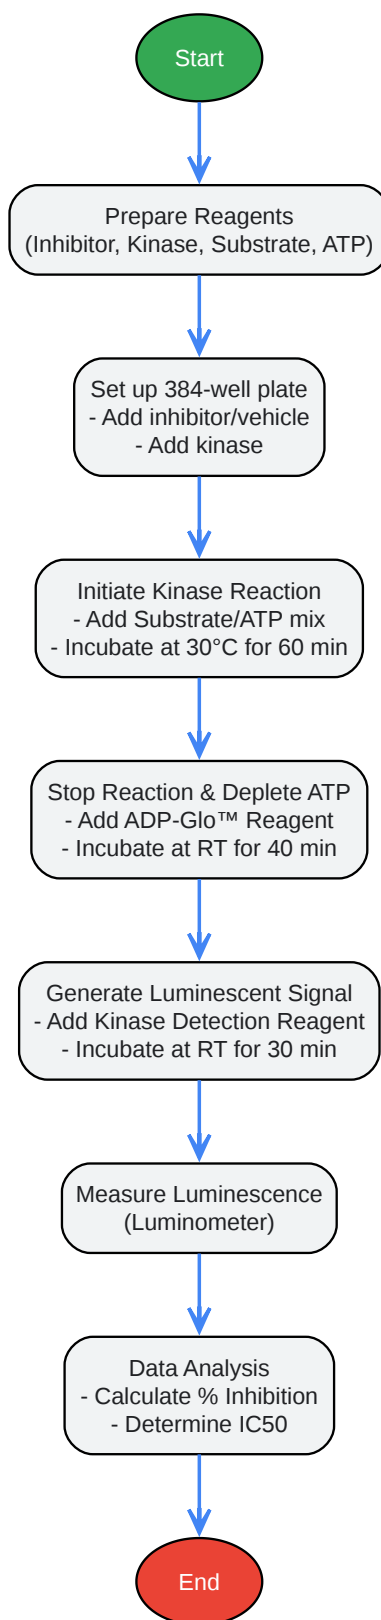 Start
Prepare Reagents
(Inhibitor, Kinase, Substrate, ATP)
Set up 384-well plate
- Add inhibitor/vehicle
- Add kinase
Initiate Kinase Reaction
- Add Substrate/ATP mix
- Incubate at 30°C for 60 min
Stop Reaction & Deplete ATP
- Add ADP-Glo™ Reagent
- Incubate at RT for 40 min
Generate Luminescent Signal
- Add Kinase Detection Reagent
- Incubate at RT for 30 min
Measure Luminescence
(Luminometer)
Data Analysis
- Calculate % Inhibition
- Determine IC50
End